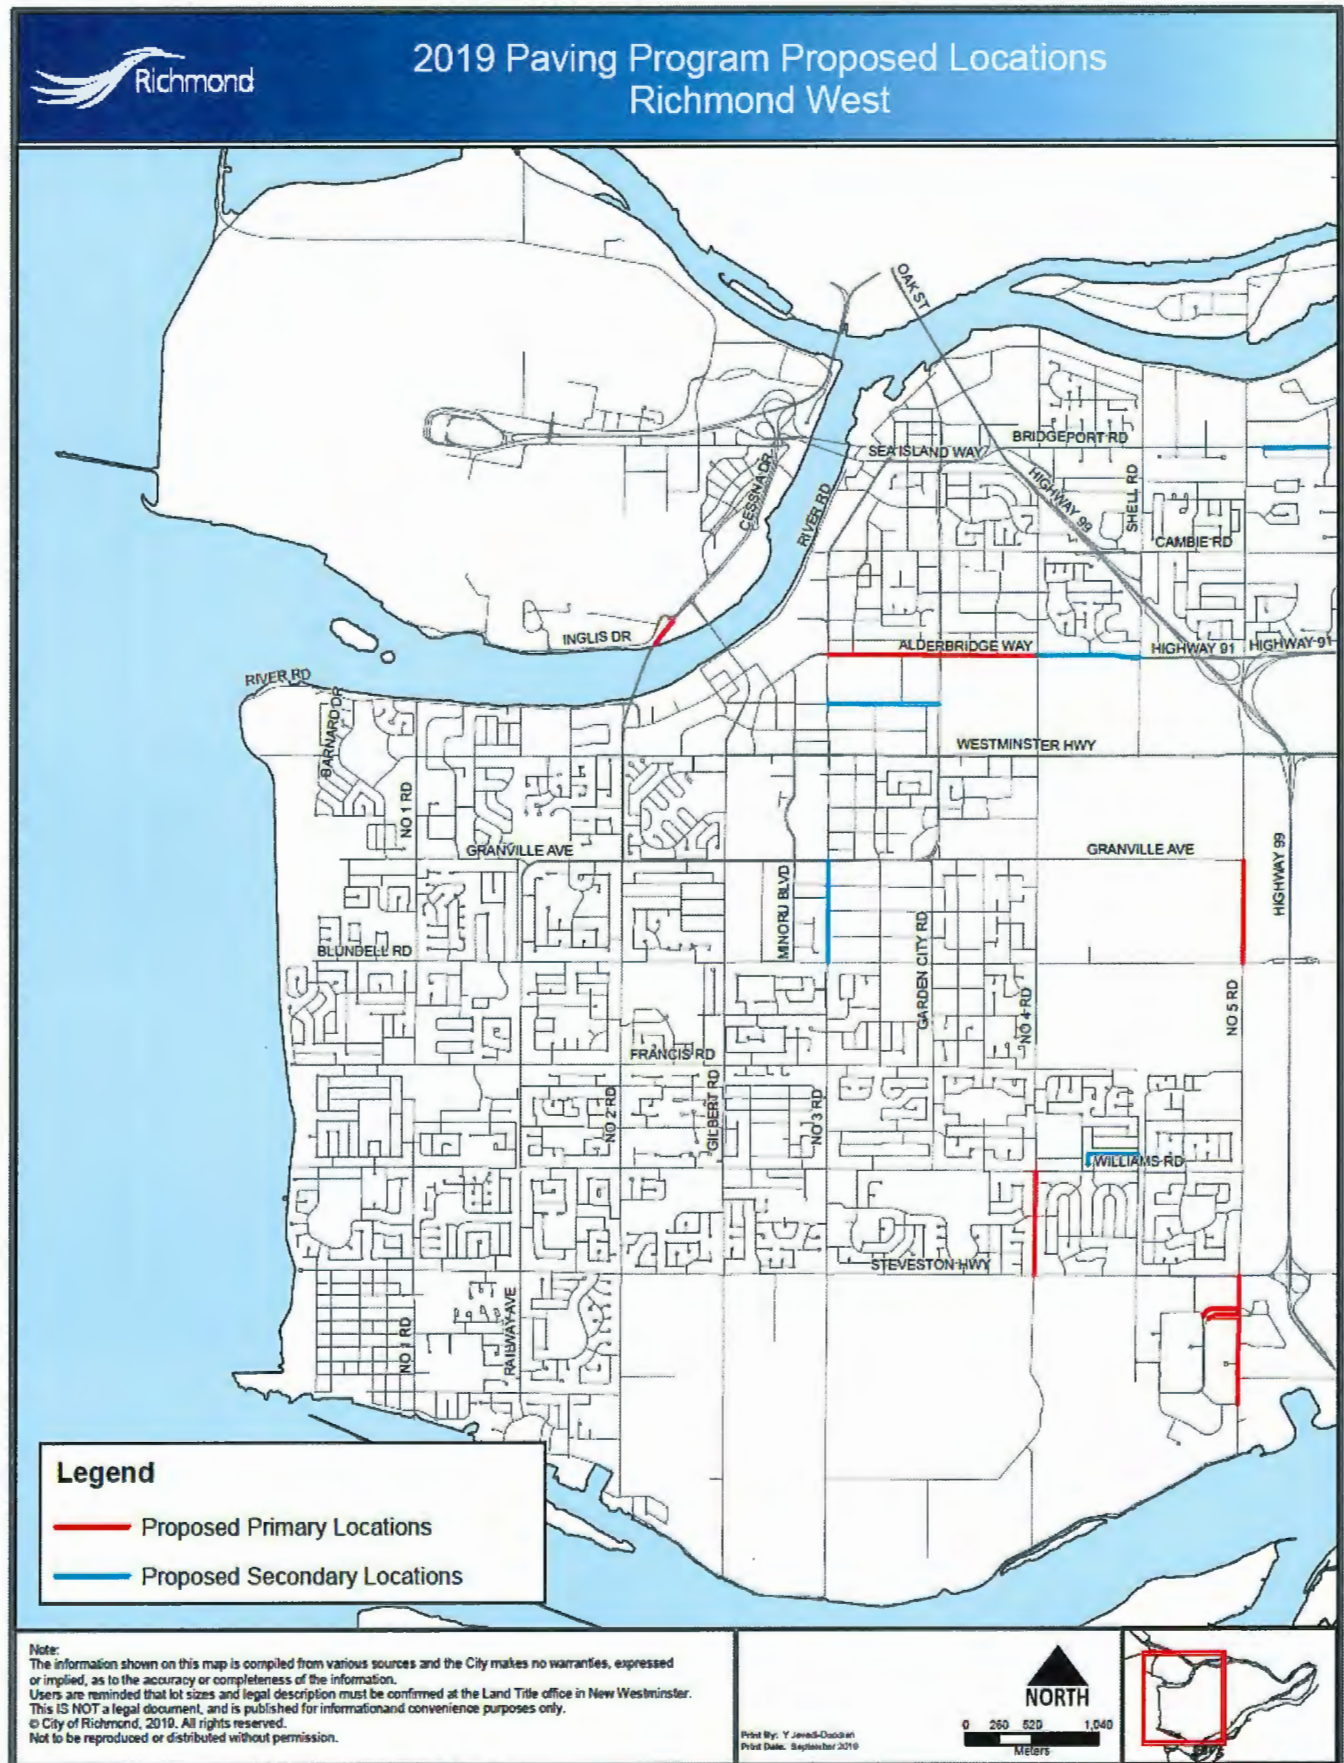 Richmond
2019 Paving Program Proposed Locations
Richmond West
OAK ST
BRIDGEPORT RD
SEA ISLAND WAY
HIGHWAY 99
SHELL RD
CESSNA DR
RIVER RD
CAMBIE RD
INGLIS DR
ALDERBRIDGE WAY
HIGHWAY 91
HIGHWAY 91
RIVER RD
BARNARD DR
WESTMINSTER HWY
NO 1 RD
GRANVILLE AVE
GRANVILLE AVE
HIGHWAY 99
MINORU BLVD
BLUNDELL RD
GARDEN CITY RD
NO 4 RD
NO 5 RD
FRANCIS RD
NO 2 RD
GILBERT RD
NO 3 RD
WILLIAMS RD
STEVESTON HWY
NO 1 RD
RAILWAY AVE
Legend
Proposed Primary Locations
Proposed Secondary Locations
Note:
The information shown on this map is compiled from various sources and the City makes no warranties, expressed
or implied, as to the accuracy or completeness of the information.
Users are reminded that lot sizes and legal description must be confirmed at the Land Title office in New Westminster.
This IS NOT a legal document, and is published for informationand convenience purposes only.
© City of Richmond, 2019. All rights reserved.
Not to be reproduced or distributed without permission.
Print By: Y
Print Date: September 2019
NORTH
0 260 520 1,040
Meters